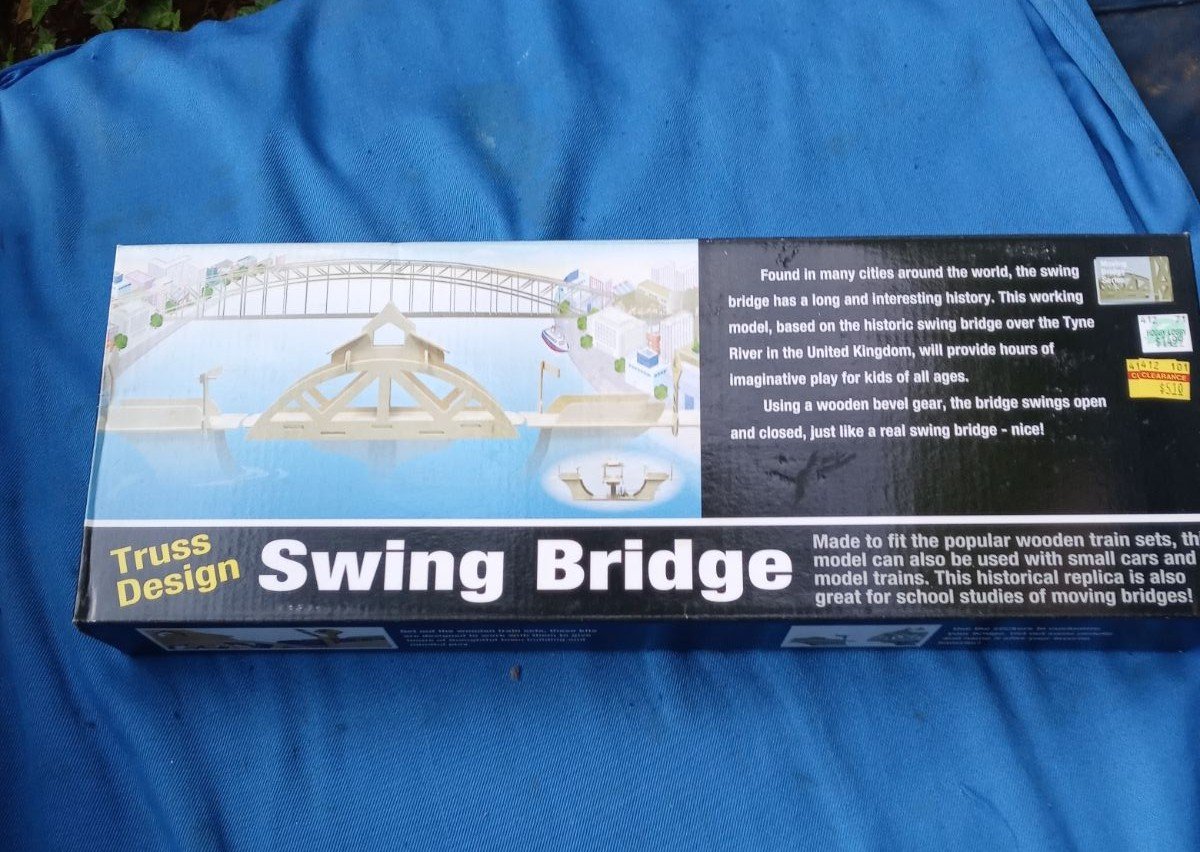 Found in many cities around the world, the swing
bridge has a long and interesting history. This working
model, based on the historic swing bridge over the Tyne
River in the United Kingdom, will provide hours of
imaginative play for kids of all ages.
Using a wooden bevel gear, the bridge swings open
and closed, just like a real swing bridge - nice!
Moving
Series
41412 101
CLEARANCE
Truss
Design
Swing Bridge
Made to fit the popular wooden train sets, th
model can also be used with small cars and
model trains. This historical replica is also
great for school studies of moving bridges!